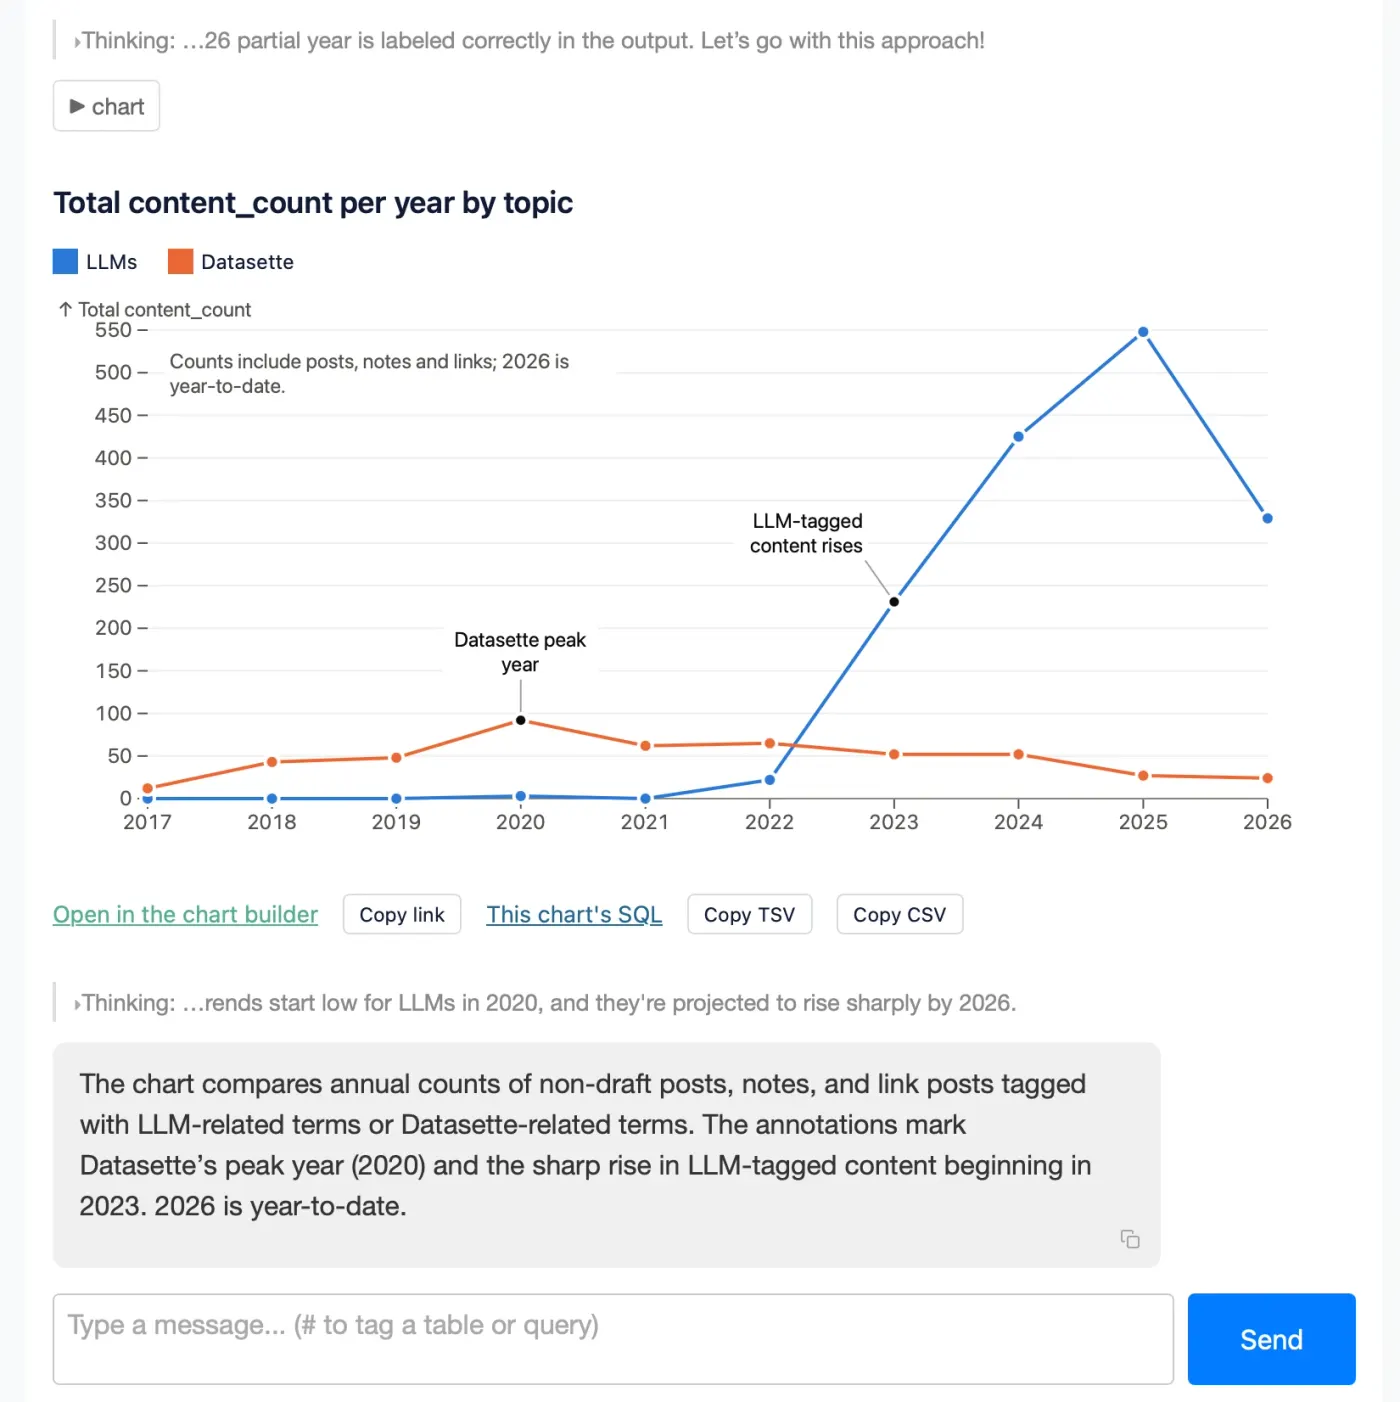 Thinking: …26 partial year is labeled correctly in the output. Let’s go with this approach!
chart
Total content_count per year by topic
LLMs
Datasette
↑ Total content_count
550
500
450
400
350
300
250
200
150
100
50
0
Counts include posts, notes and links; 2026 is
year-to-date.
LLM-tagged
content rises
Datasette peak
year
2017 2018 2019 2020 2021 2022 2023 2024 2025 2026
Open in the chart builder Copy link This chart's SQL Copy TSV Copy CSV
Thinking: …rends start low for LLMs in 2020, and they're projected to rise sharply by 2026.
The chart compares annual counts of non-draft posts, notes, and link posts tagged
with LLM-related terms or Datasette-related terms. The annotations mark
Datasette’s peak year (2020) and the sharp rise in LLM-tagged content beginning in
2023. 2026 is year-to-date.
Type a message... (# to tag a table or query)
Send